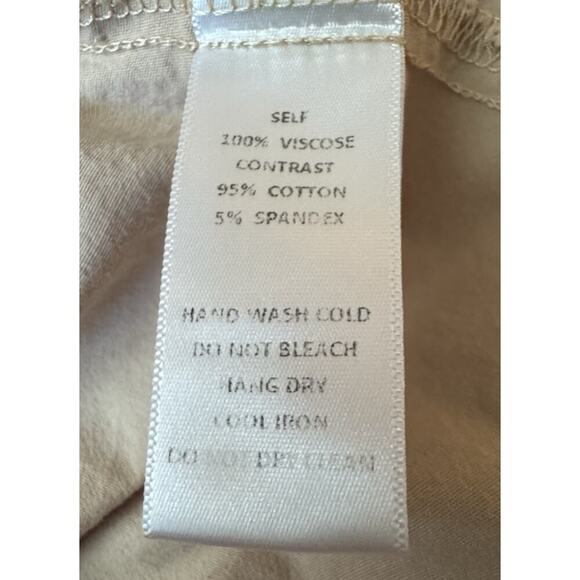 SELF
100% VISCOSE
CONTRAST
95% COTTON
5% SPANDEX
HAND WASH COLD
DO NOT BLEACH
HANG DRY
COOL IRON
DO NOT DRY CLEAN